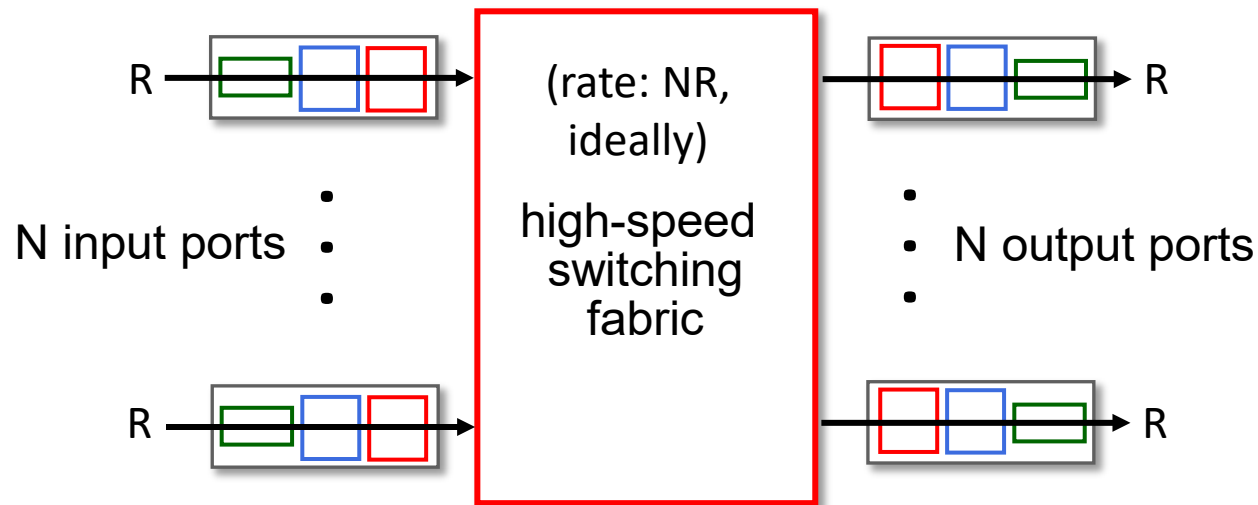 R
(rate: NR,
ideally)
R
N input ports
high-speed
switching
fabric
N output ports
R
R